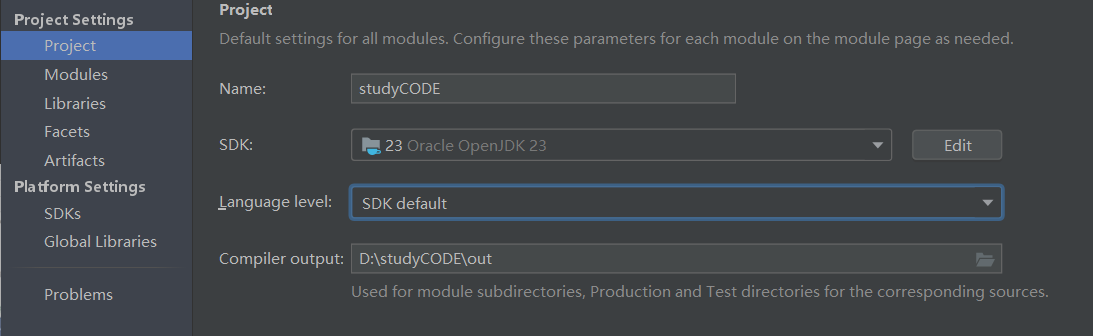 Project Settings
Project
Modules
Libraries
Facets
Artifacts
Platform Settings
SDKs
Global Libraries
Problems
Project
Default settings for all modules. Configure these parameters for each module on the module page as needed.
Name: studyCODE
SDK: 23 Oracle OpenJDK 23 Edit
Language level: SDK default
Compiler output: D:\studyCODE\out
Used for module subdirectories, Production and Test directories for the corresponding sources.